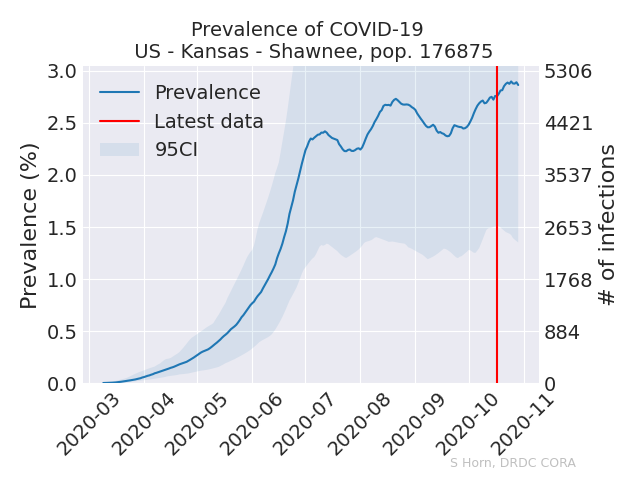 Prevalence of COVID-19
US - Kansas - Shawnee, pop. 176875
Prevalence (%)
3.0
2.5
2.0
1.5
1.0
0.5
0.0
Prevalence
Latest data
95CI
5306
4421
3537
2653
1768
884
0
# of infections
2020-03
2020-04
2020-05
2020-06
2020-07
2020-08
2020-09
2020-10
2020-11
S Horn, DRDC CORA